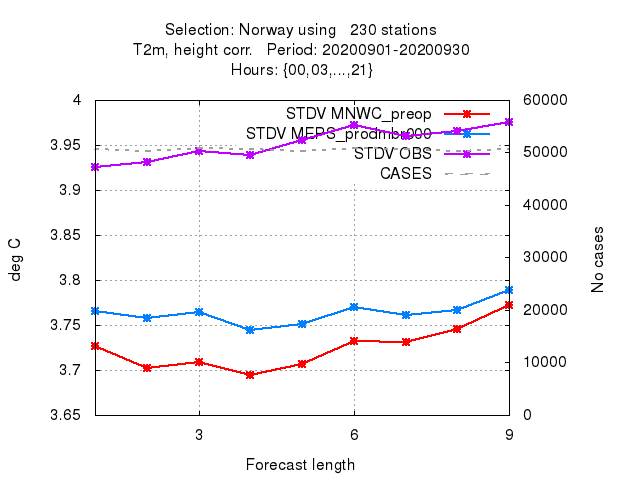 Selection: Norway using 230 stations
T2m, height corr. Period: 20200901-20200930
Hours: {00,03,...,21}
STDV MNWC_preop
STDV MEPS_prodmbr000
STDV OBS
CASES
4
3.95
3.9
3.85
3.8
3.75
3.7
3.65
60000
50000
40000
30000
20000
10000
0
deg C
No cases
3
6
9
Forecast length